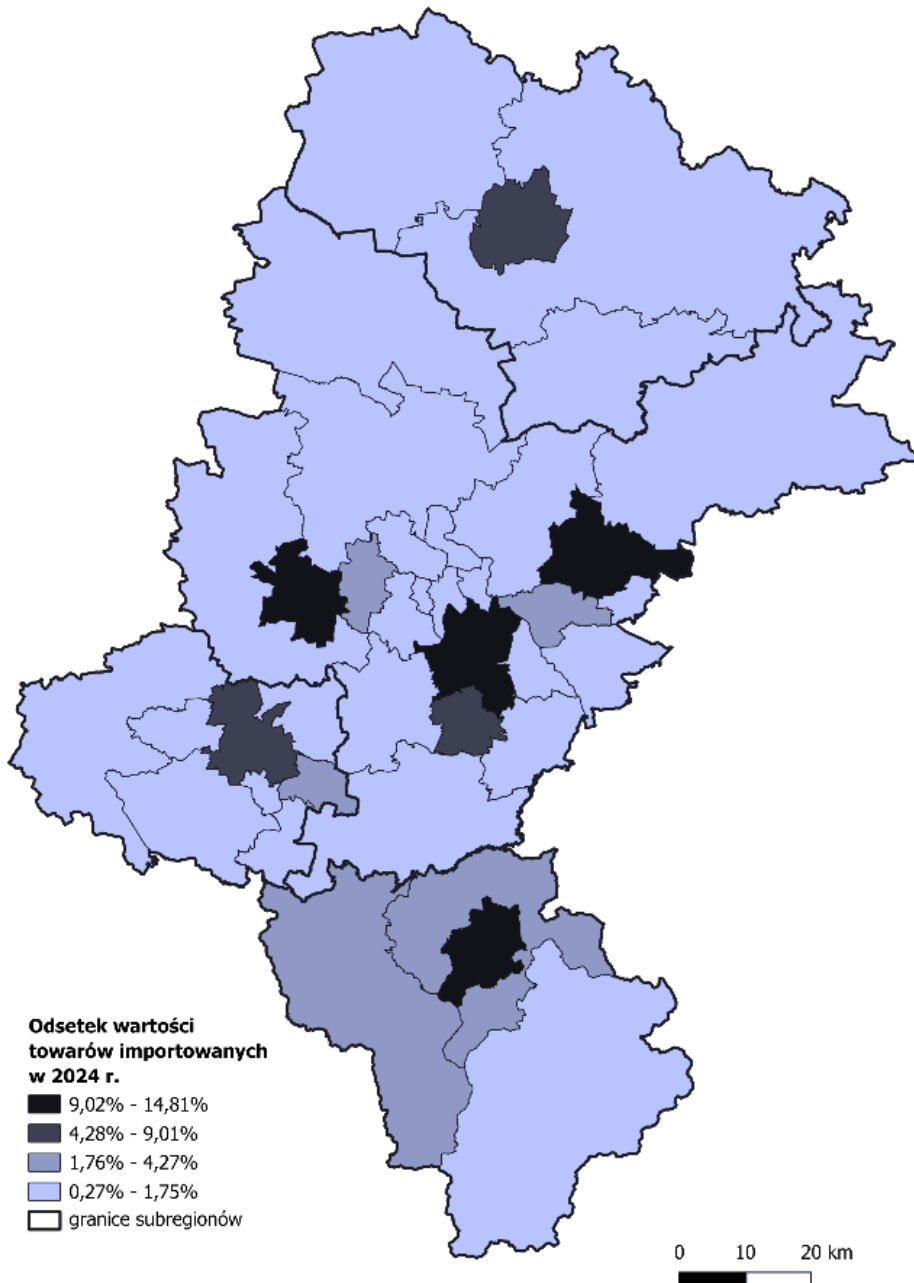 Odsetek wartości
towarów importowanych
w 2024 r.
9,02% - 14,81%
4,28% - 9,01%
1,76% - 4,27%
0,27% - 1,75%
granice subregionów
0 10 20 km